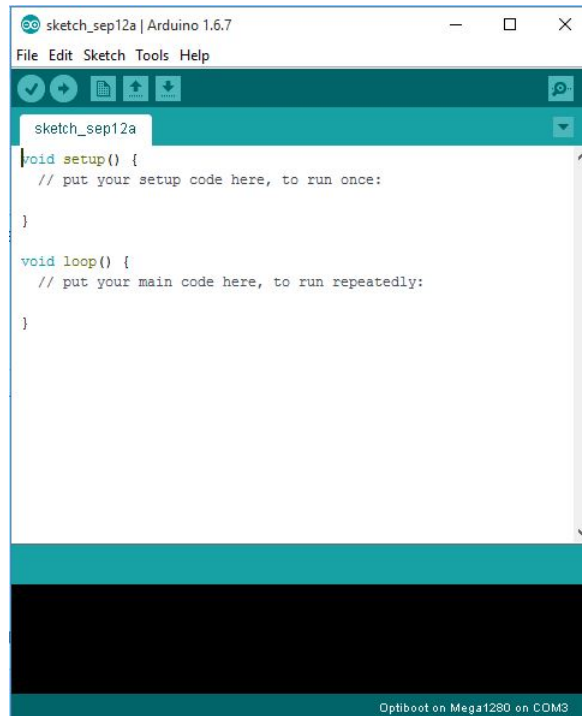 sketch_sep12a | Arduino 1.6.7
File Edit Sketch Tools Help
sketch_sep12a
void setup() {
// put your setup code here, to run once:
}
void loop() {
// put your main code here, to run repeatedly:
}
Optiboot on Mega1280 on COM3